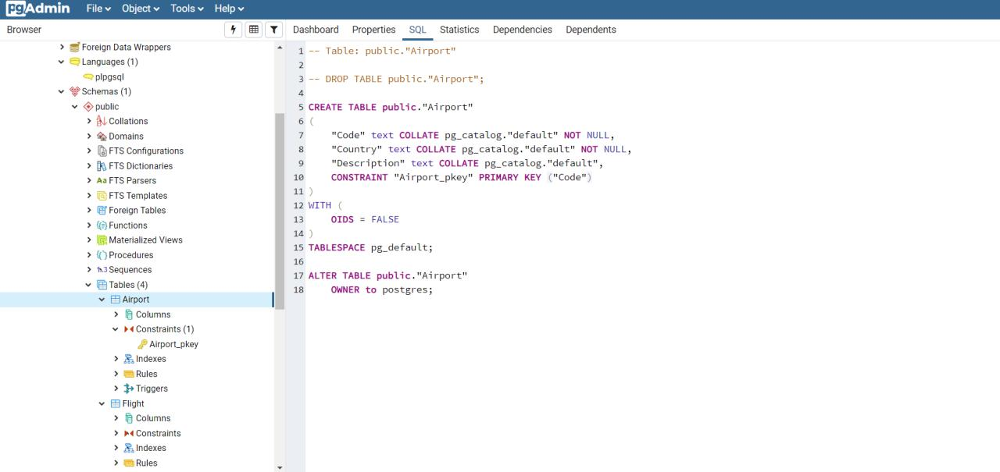 pgAdmin File Object Tools Help
Browser
Dashboard Properties SQL Statistics Dependencies Dependents
Foreign Data Wrappers
Languages (1)
plpgsql
Schemas (1)
public
Collations
Domains
FTS Configurations
FTS Dictionaries
Aa FTS Parsers
FTS Templates
Foreign Tables
Functions
Materialized Views
Procedures
1..3 Sequences
Tables (4)
Airport
Columns
Constraints (1)
Airport_pkey
Indexes
Rules
Triggers
Flight
Columns
Constraints
Indexes
Rules
1 -- Table: public."Airport"
2
3 -- DROP TABLE public."Airport";
4
5 CREATE TABLE public."Airport"
6 (
7 "Code" text COLLATE pg_catalog."default" NOT NULL,
8 "Country" text COLLATE pg_catalog."default" NOT NULL,
9 "Description" text COLLATE pg_catalog."default",
10 CONSTRAINT "Airport_pkey" PRIMARY KEY ("Code")
11 )
12 WITH (
13 OIDS = FALSE
14 )
15 TABLESPACE pg_default;
16
17 ALTER TABLE public."Airport"
18 OWNER to postgres;